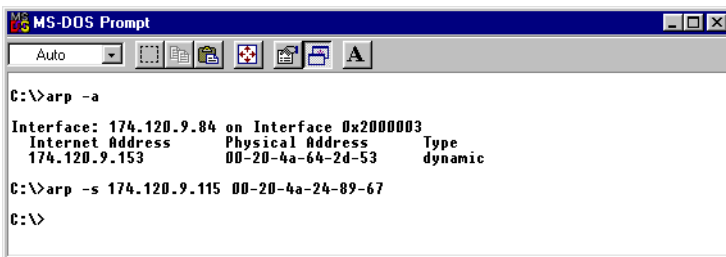 MS-DOS Prompt
Auto
A
C:\>arp -a
Interface: 174.120.9.84 on Interface 0x2000003
Internet Address Physical Address Type
174.120.9.153 00-20-4a-64-2d-53 dynamic
C:\>arp -s 174.120.9.115 00-20-4a-24-89-67
C:\>